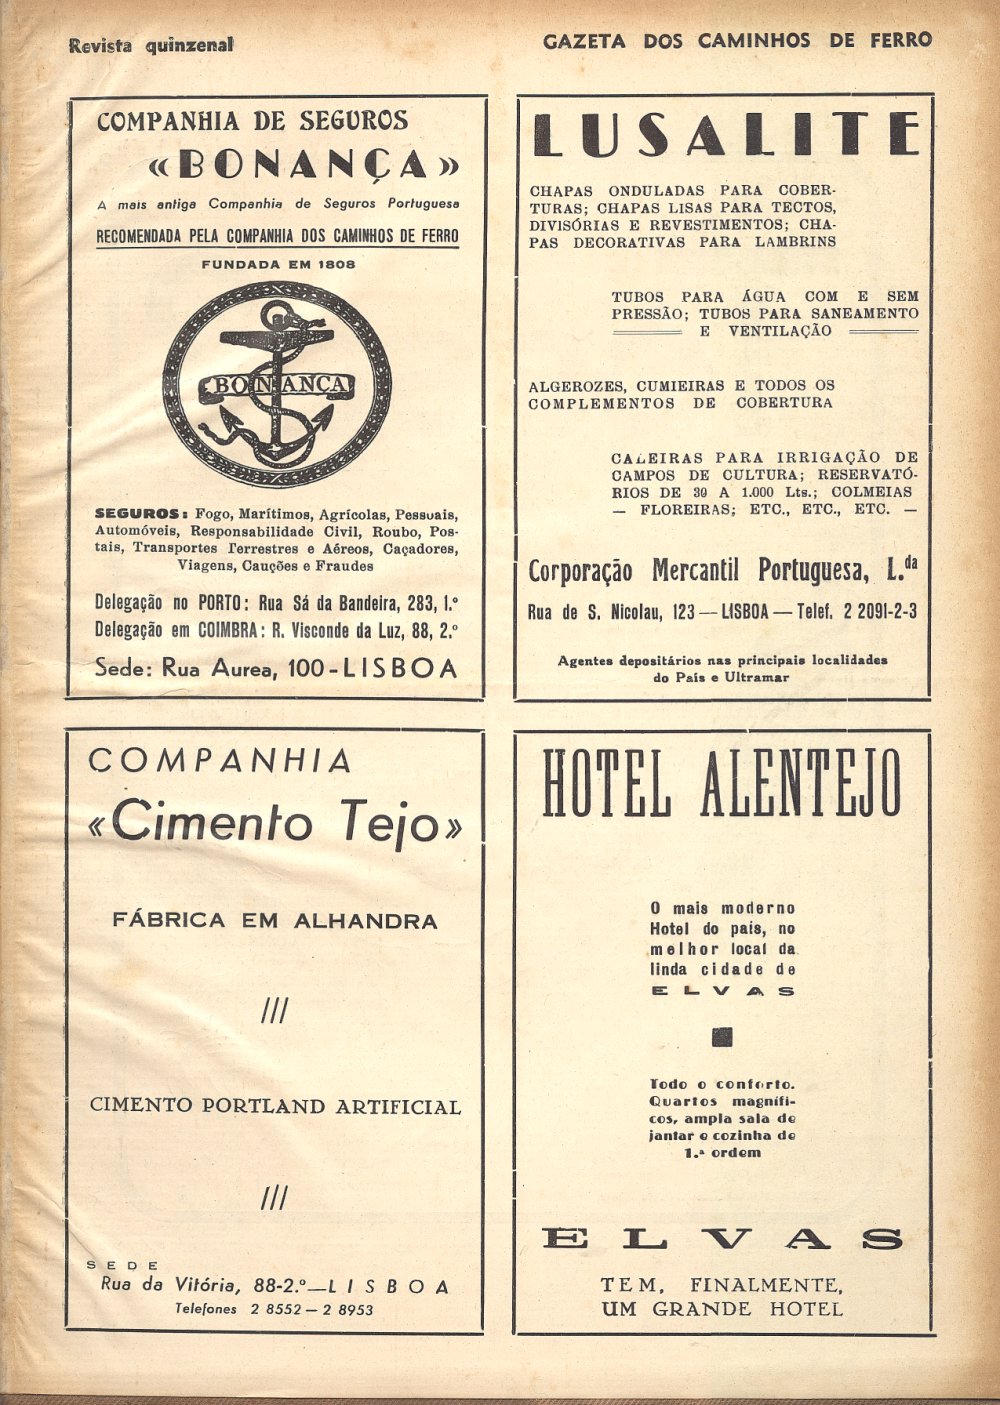 Revista quinzenal
GAZETA DOS CAMINHOS DE FERRO
COMPANHIA DE SEGUROS
«BONANÇA»
A mais antiga Companhia de Seguros Portuguesa
RECOMENDADA PELA COMPANHIA DOS CAMINHOS DE FERRO
FUNDADA EM 1808
BONANÇA
SEGUROS: Fogo, Marítimos, Agrícolas, Pessoais,
Automóveis, Responsabilidade Civil, Roubo, Pos-
tais, Transportes Terrestres e Aéreos, Caçadores,
Viagens, Cauções e Fraudes
Delegação no PORTO: Rua Sá da Bandeira, 283, 1.º
Delegação em COIMBRA: R. Visconde da Luz, 88, 2.º
Sede: Rua Aurea, 100 - LISBOA
LUSALITE
CHAPAS ONDULADAS PARA COBER-
TURAS; CHAPAS LISAS PARA TECTOS,
DIVISÓRIAS E REVESTIMENTOS; CHA-
PAS DECORATIVAS PARA LAMBRINS
TUBOS PARA ÁGUA COM E SEM
PRESSÃO; TUBOS PARA SANEAMENTO
E VENTILAÇÃO
ALGEROZES, CUMIEIRAS E TODOS OS
COMPLEMENTOS DE COBERTURA
CALEIRAS PARA IRRIGAÇÃO DE
CAMPOS DE CULTURA; RESERVATÓ-
RIOS DE 30 A 1.000 Lts.; COLMEIAS
— FLOREIRAS; ETC., ETC., ETC. —
Corporação Mercantil Portuguesa, L.da
Rua de S. Nicolau, 123 — LISBOA — Telef. 2 2091-2-3
Agentes depositários nas principais localidades
do País e Ultramar
COMPANHIA
«Cimento Tejo»
FÁBRICA EM ALHANDRA
///
CIMENTO PORTLAND ARTIFICIAL
///
SEDE
Rua da Vitória, 88-2.º—LISBOA
Telefones 2 8552 — 2 8953
HOTEL ALENTEJO
O mais moderno
Hotel do país, no
melhor local da
linda cidade de
ELVAS
Todo o conforto.
Quartos magnífi-
cos, ampla sala de
jantar e cozinha de
1.ª ordem
ELVAS
TEM, FINALMENTE,
UM GRANDE HOTEL